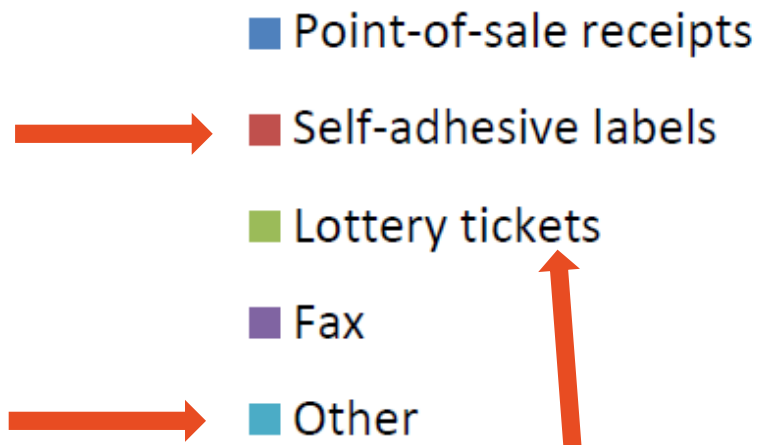 Point-of-sale receipts
Self-adhesive labels
Lottery tickets
Fax
Other